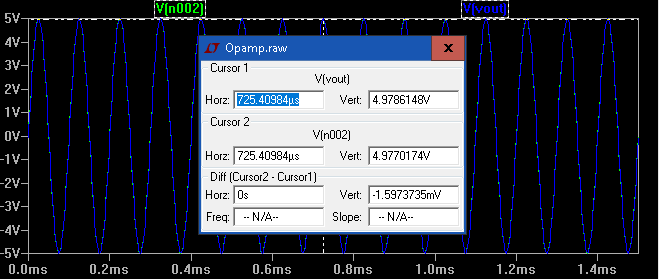 V(n002) V(vout)
5V
4V
3V
2V
1V
0V
-1V
-2V
-3V
-4V
-5V
Opamp.raw x
Cursor 1
V(vout)
Horz: 725.40984µs Vert: 4.9786148V
Cursor 2
V(n002)
Horz: 725.40984µs Vert: 4.9770174V
Diff (Cursor2 - Cursor1)
Horz: 0s Vert: -1.5973735mV
Freq: -- N/A-- Slope: -- N/A--
0.0ms 0.2ms 0.4ms 0.6ms 0.8ms 1.0ms 1.2ms 1.4ms